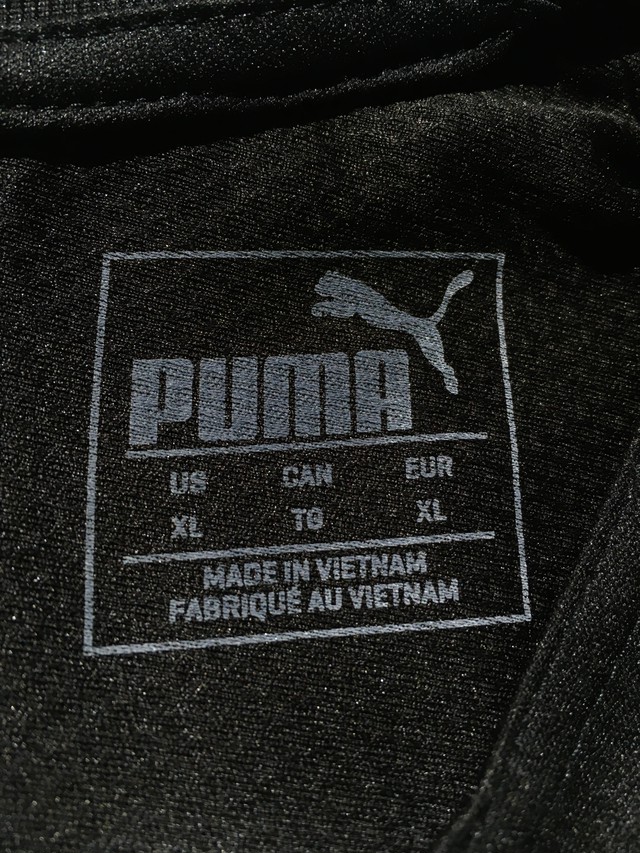 PUMA
US CAN EUR
XL TG XL
MADE IN VIETNAM
FABRIQUÉ AU VIETNAM